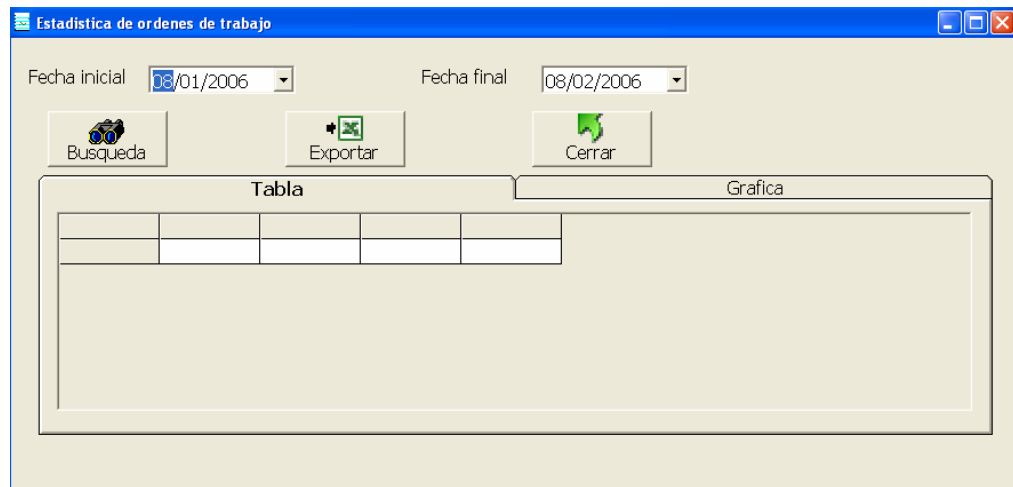 Estadistica de ordenes de trabajo
Fecha inicial 08/01/2006 Fecha final 08/02/2006
Busqueda Exportar Cerrar
Tabla Grafica